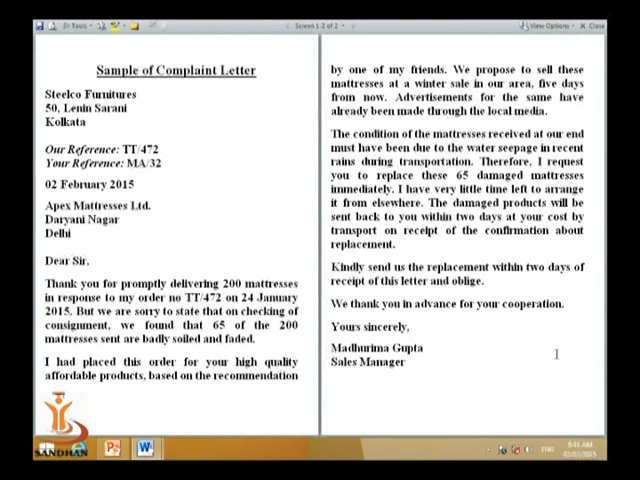 Tools
Screen 1-2 of 2
View Options
Close
Sample of Complaint Letter
Steelco Furnitures
50, Lenin Sarani
Kolkata
Our Reference: TT/472
Your Reference: MA/32
02 February 2015
Apex Mattresses Ltd.
Daryani Nagar
Delhi
Dear Sir,
Thank you for promptly delivering 200 mattresses
in response to my order no TT/472 on 24 January
2015. But we are sorry to state that on checking of
consignment, we found that 65 of the 200
mattresses sent are badly soiled and faded.
I had placed this order for your high quality
affordable products, based on the recommendation
by one of my friends. We propose to sell these
mattresses at a winter sale in our area, five days
from now. Advertisements for the same have
already been made through the local media.
The condition of the mattresses received at our end
must have been due to the water seepage in recent
rains during transportation. Therefore, I request
you to replace these 65 damaged mattresses
immediately. I have very little time left to arrange
it from elsewhere. The damaged products will be
sent back to you within two days at your cost by
transport on receipt of the confirmation about
replacement.
Kindly send us the replacement within two days of
receipt of this letter and oblige.
We thank you in advance for your cooperation.
Yours sincerely,
Madhurima Gupta
Sales Manager
SANDHAN
ENG